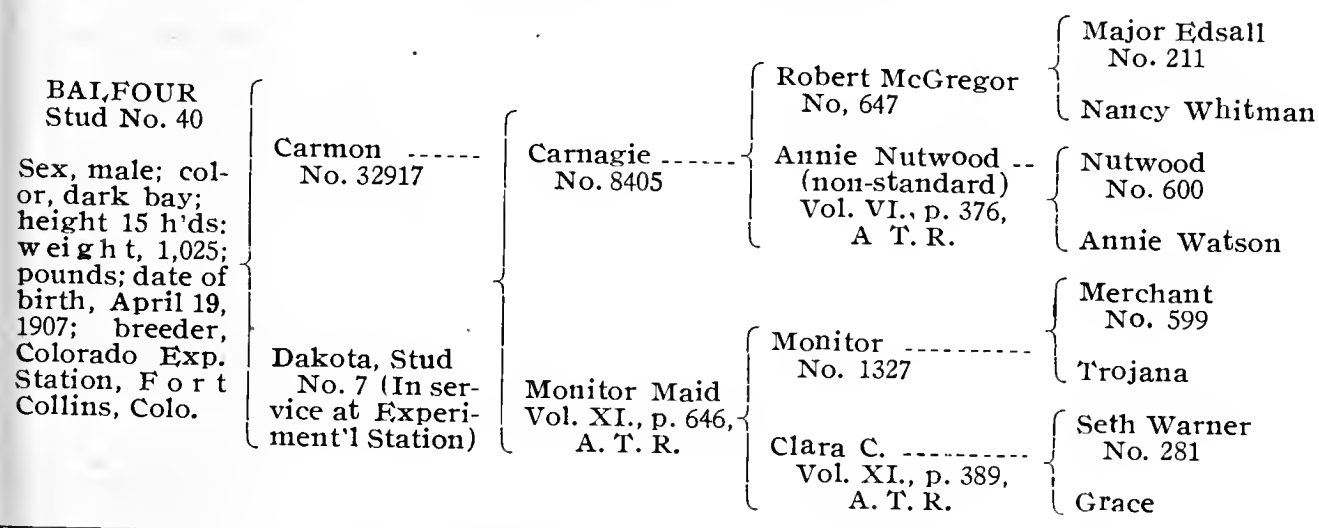 BALFOUR
Stud No. 40
Sex, male; col-
or, dark bay;
height 15 h'ds:
weight, 1,025;
pounds; date of
birth, April 19,
1907; breeder,
Colorado Exp.
Station, Fort
Collins, Colo.
Carmon ------
No. 32917
Dakota, Stud
No. 7 (In ser-
vice at Experi-
ment'l Station)
Carnagie ------
No. 8405
Monitor Maid
Vol. XI., p. 646,
A. T. R.
Robert McGregor
No, 647
Annie Nutwood --
(non-standard)
Vol. VI., p. 376,
A T. R.
Monitor ----------
No. 1327
Clara C. ----------
Vol. XI., p. 389,
A. T. R.
Major Edsall
No. 211
Nancy Whitman
Nutwood
No. 600
Annie Watson
Merchant
No. 599
Trojana
Seth Warner
No. 281
Grace